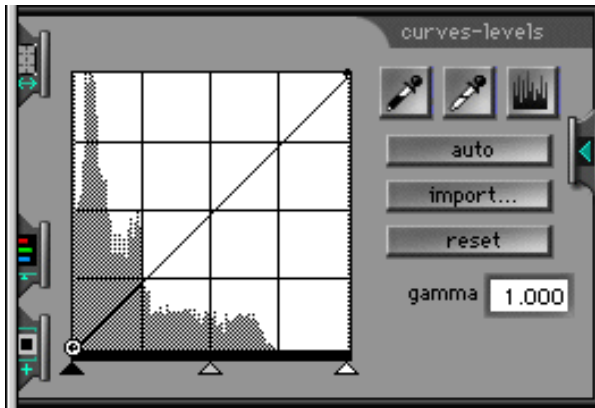 curves-levels
auto
import...
reset
gamma 1.000